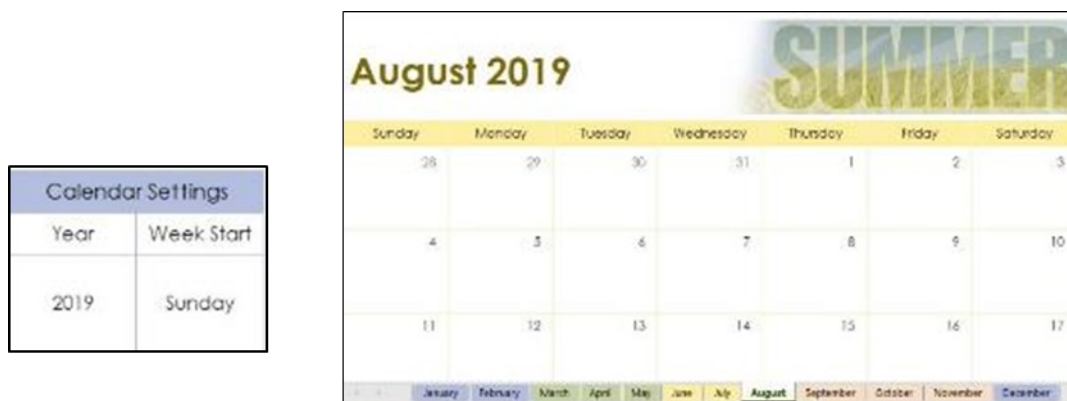 Calendar Settings
Year Week Start
2019 Sunday
August 2019
SUMMER
Sunday Monday Tuesday Wednesday Thursday Friday Saturday
28 29 30 31 1 2 3
4 5 6 7 8 9 10
11 12 13 14 15 16 17
January February March April May June July August September October November December